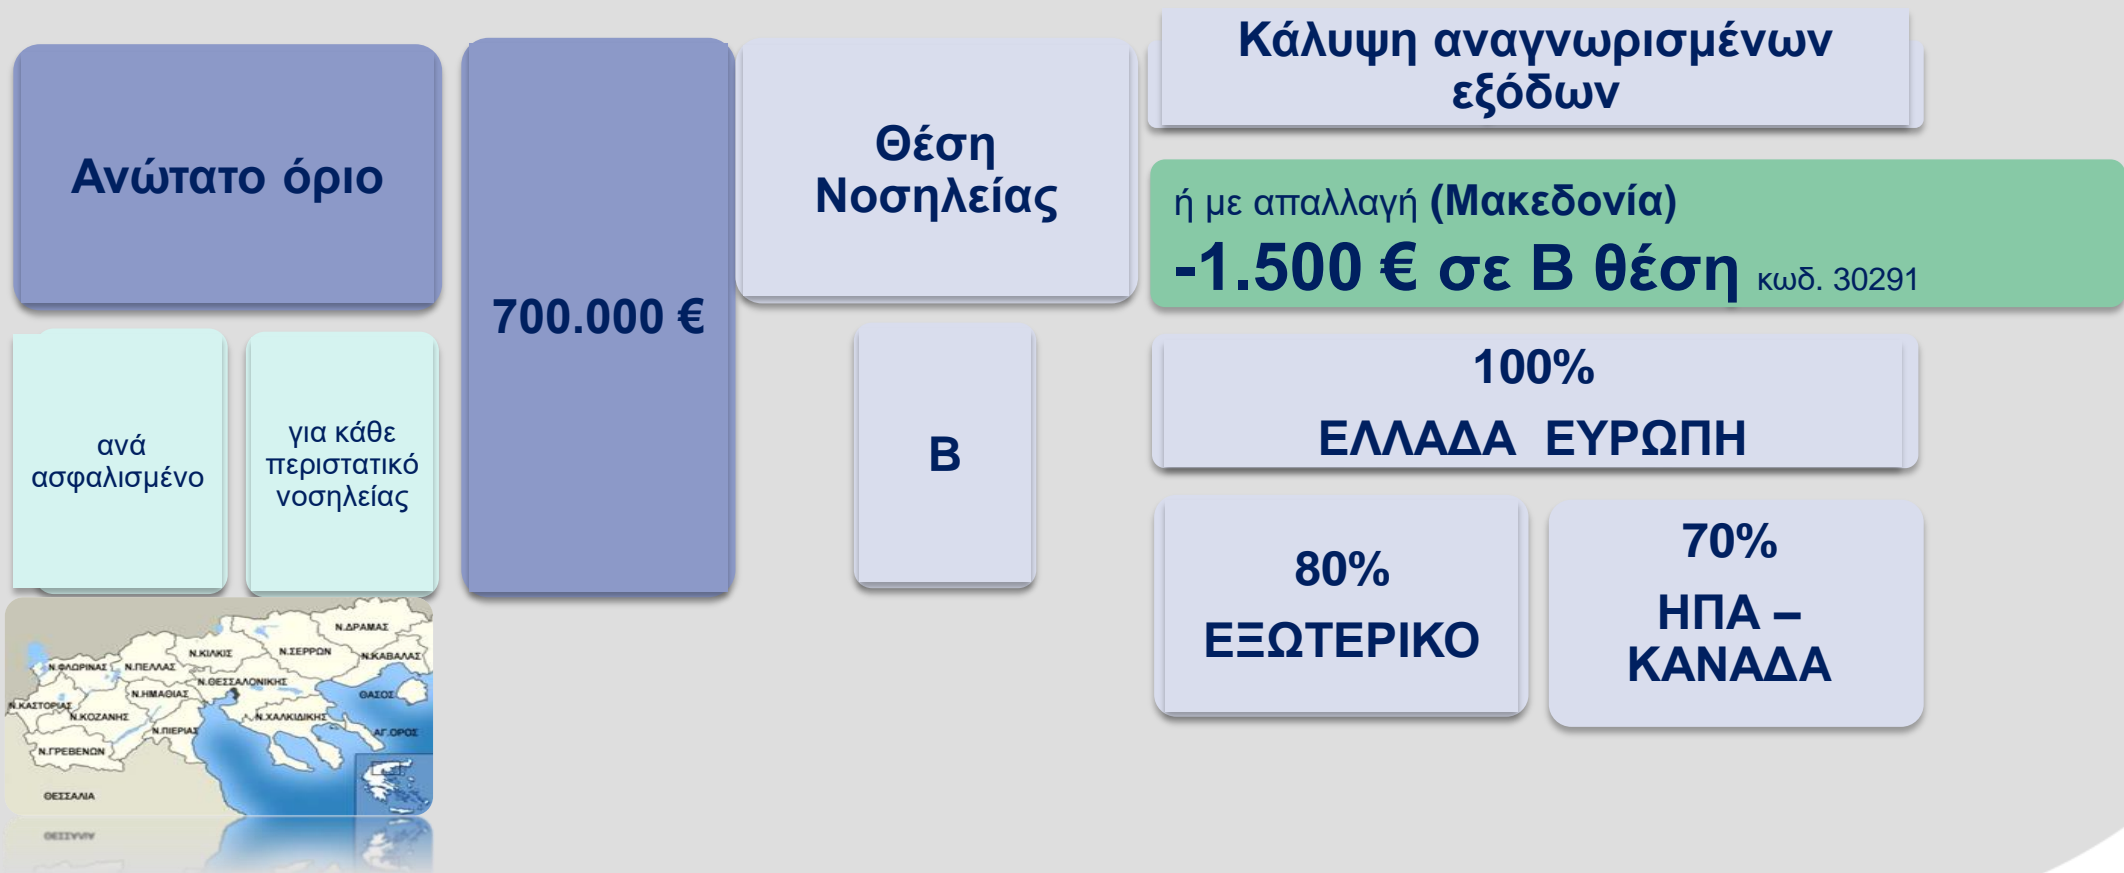 Ανώτατο όριο
ανά
ασφαλισμένο
για κάθε
περιστατικό
νοσηλείας
700.000 €
Θέση
Νοσηλείας
Β
Κάλυψη αναγνωρισμένων
εξόδων
ή με απαλλαγή (Μακεδονία)
-1.500 € σε Β θέση κωδ. 30291
100%
ΕΛΛΑΔΑ ΕΥΡΩΠΗ
80%
ΕΞΩΤΕΡΙΚΟ
70%
ΗΠΑ –
ΚΑΝΑΔΑ
Ν.ΔΡΑΜΑΣ
Ν.ΚΙΛΚΙΣ
Ν.ΣΕΡΡΩΝ
Ν.ΚΑΒΑΛΑΣ
Ν.ΦΛΩΡΙΝΑΣ
Ν.ΠΕΛΛΑΣ
Ν.ΘΕΣΣΑΛΟΝΙΚΗΣ
Ν.ΗΜΑΘΙΑΣ
ΘΑΣΟΣ
Ν.ΚΑΣΤΟΡΙΑΣ
Ν.ΚΟΖΑΝΗΣ
Ν.ΧΑΛΚΙΔΙΚΗΣ
Ν.ΠΙΕΡΙΑΣ
ΑΓ.ΟΡΟΣ
Ν.ΓΡΕΒΕΝΩΝ
ΘΕΣΣΑΛΙΑ